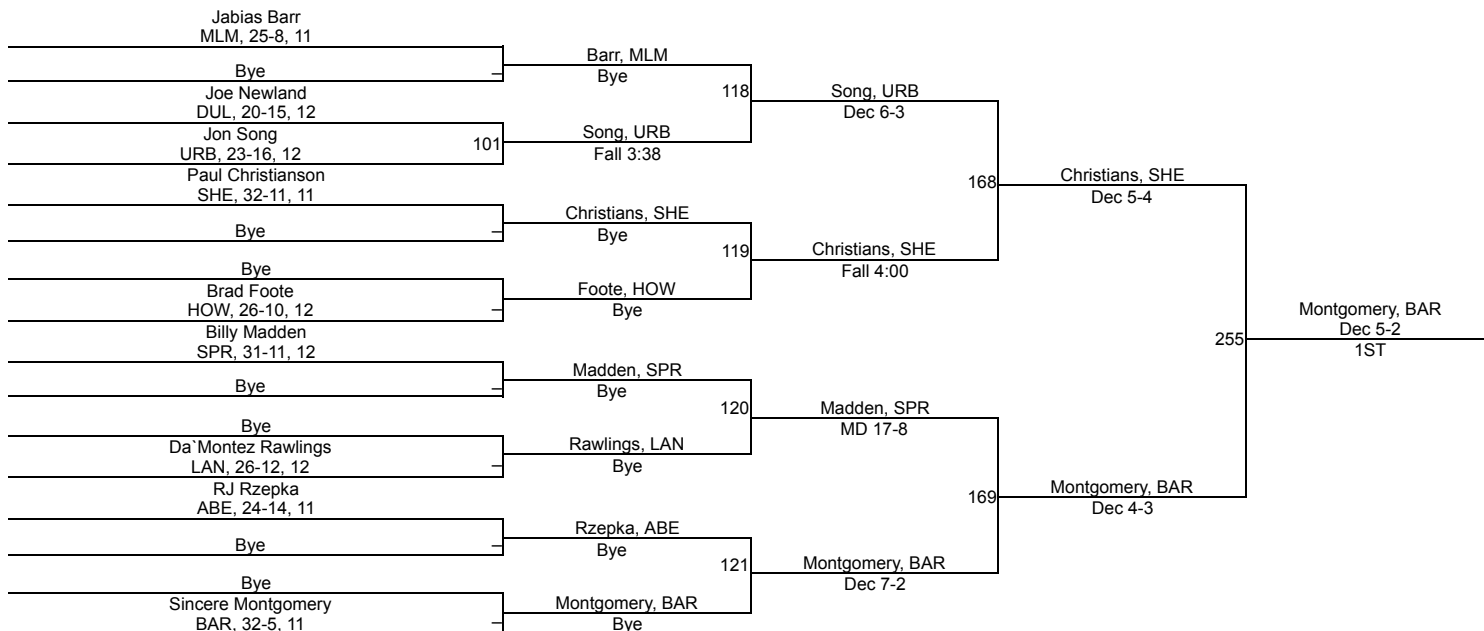 Jabias Barr
MLM, 25-8, 11
Bye
Joe Newland
DUL, 20-15, 12
Jon Song
URB, 23-16, 12
Paul Christianson
SHE, 32-11, 11
Bye
Bye
Brad Foote
HOW, 26-10, 12
Billy Madden
SPR, 31-11, 12
Bye
Bye
Da`Montez Rawlings
LAN, 26-12, 12
RJ Rzepka
ABE, 24-14, 11
Bye
Bye
Sincere Montgomery
BAR, 32-5, 11
101
Barr, MLM
Bye
Song, URB
Fall 3:38
Christians, SHE
Bye
Foote, HOW
Bye
Madden, SPR
Bye
Rawlings, LAN
Bye
Rzepka, ABE
Bye
Montgomery, BAR
Bye
118
119
120
121
Song, URB
Dec 6-3
Christians, SHE
Fall 4:00
Madden, SPR
MD 17-8
Montgomery, BAR
Dec 7-2
168
169
Christians, SHE
Dec 5-4
Montgomery, BAR
Dec 4-3
255
Montgomery, BAR
Dec 5-2
1ST